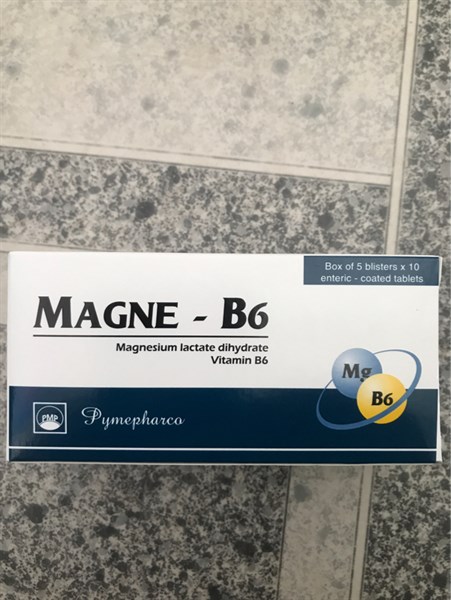 Box of 5 blisters x 10
enteric - coated tablets
MAGNE - B6
Magnesium lactate dihydrate
Vitamin B6
Mg
B6
PMP
Pymepharco